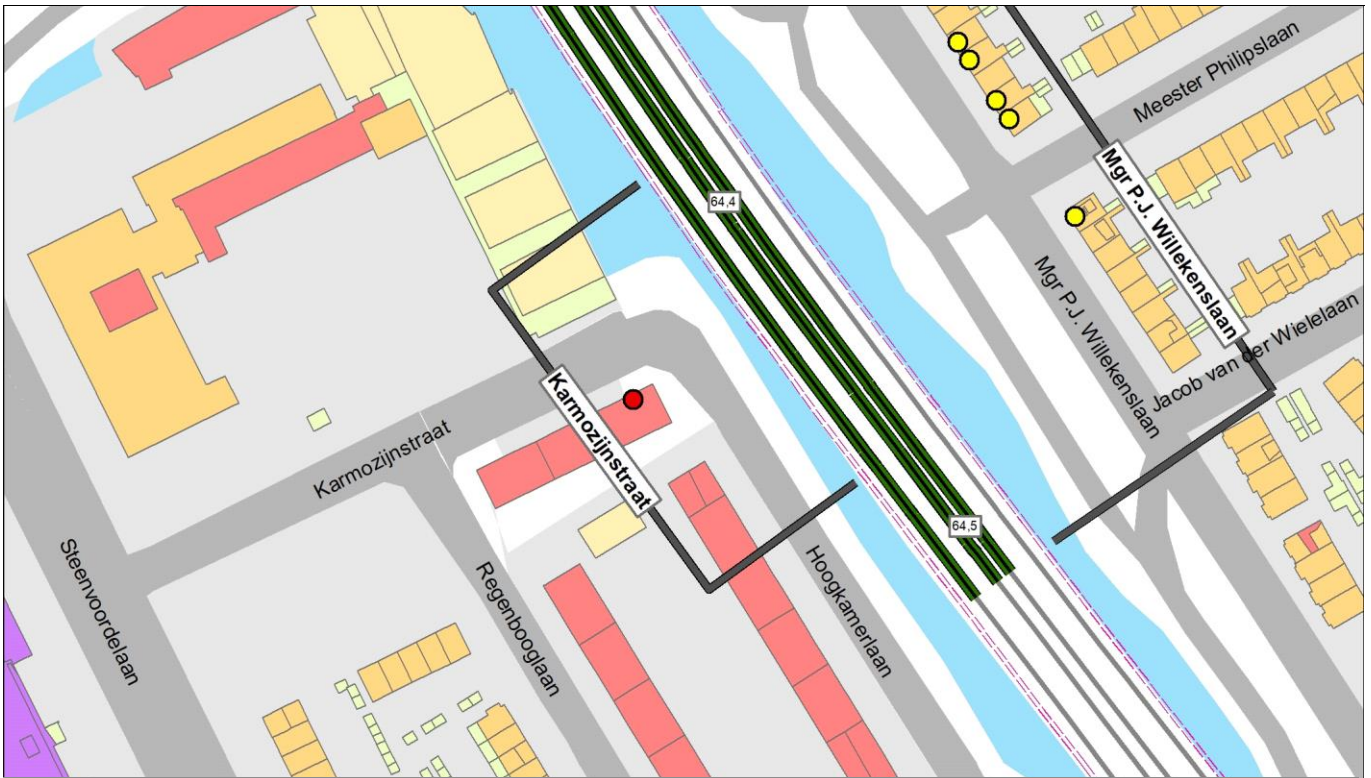 Meester Philipslaan
Mgr P.J. Willekenslaan
64,4
Mgr P.J. Willekenslaan
Jacob van der Wielelaan
Karmozijnstraat
Karmozijnstraat
64,5
Steenvoordelaan
Regenbooglaan
Hoogkamerlaan